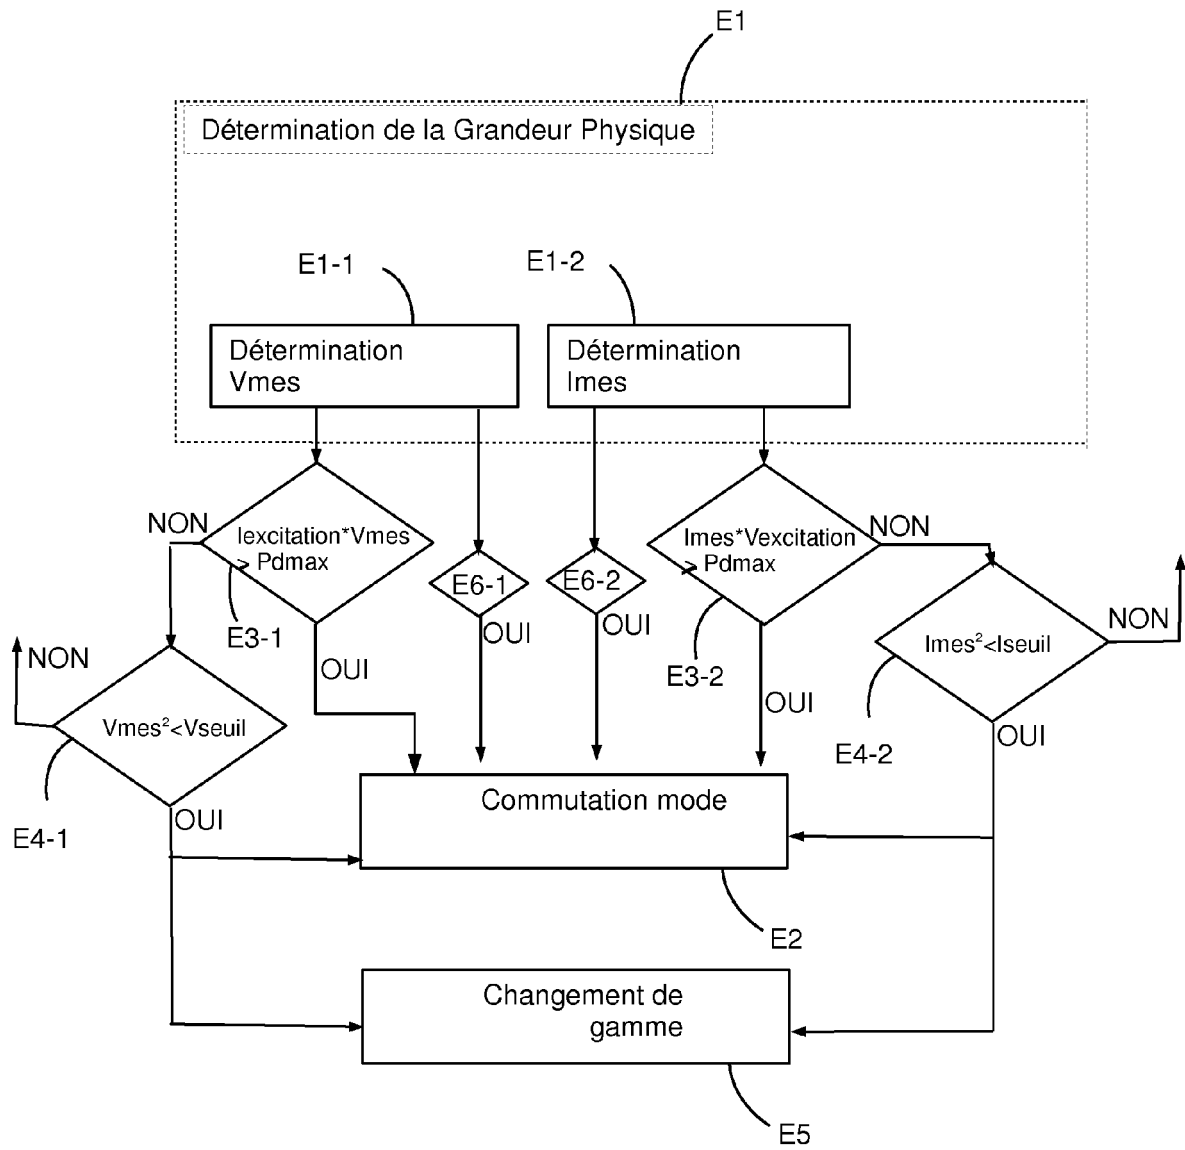 E1
Détermination de la Grandeur Physique
E1-1
E1-2
Détermination
Vmes
Détermination
Imes
NON
Iexcitation*Vmes
> Pdmax
E3-1
OUI
E6-1
OUI
E6-2
OUI
Imes*Vexcitation
> Pdmax
NON
E3-2
OUI
NON
Vmes²<Vseuil
E4-1
OUI
Imes²<Iseuil
NON
E4-2
OUI
Commutation mode
E2
Changement de
gamme
E5